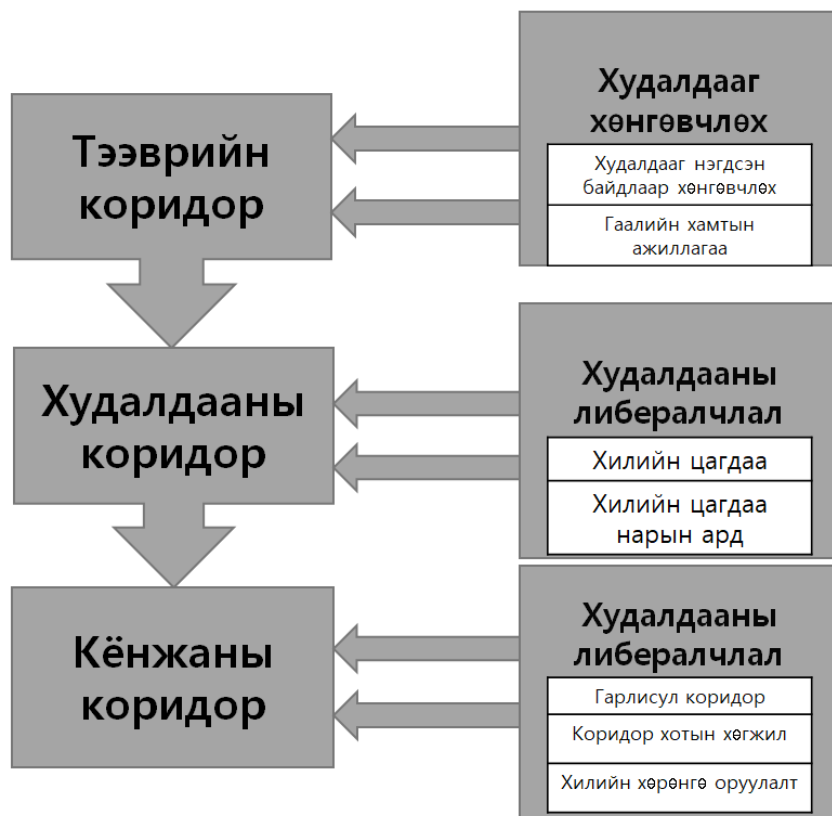 Тээврийн
коридор
Худалдааг
хөнгөвчлөх
Худалдааг нэгдсэн
байдлаар хөнгөвчлөх
Гаалийн хамтын
ажиллагаа
Худалдааны
коридор
Худалдааны
либералчлал
Хилийн цагдаа
Хилийн цагдаа
нарын ард
Кёнжаны
коридор
Худалдааны
либералчлал
Гарлисул коридор
Коридор хотын хөгжил
Хилийн хөрөнгө оруулалт